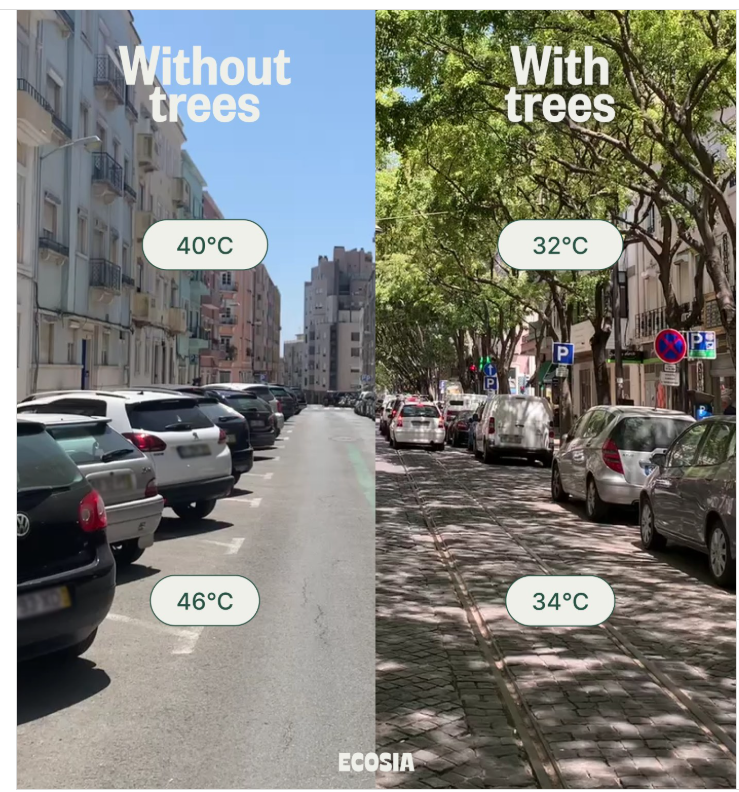 Without
trees
With
trees
40°C
32°C
P
P
P
46°C
34°C
ECOSIA